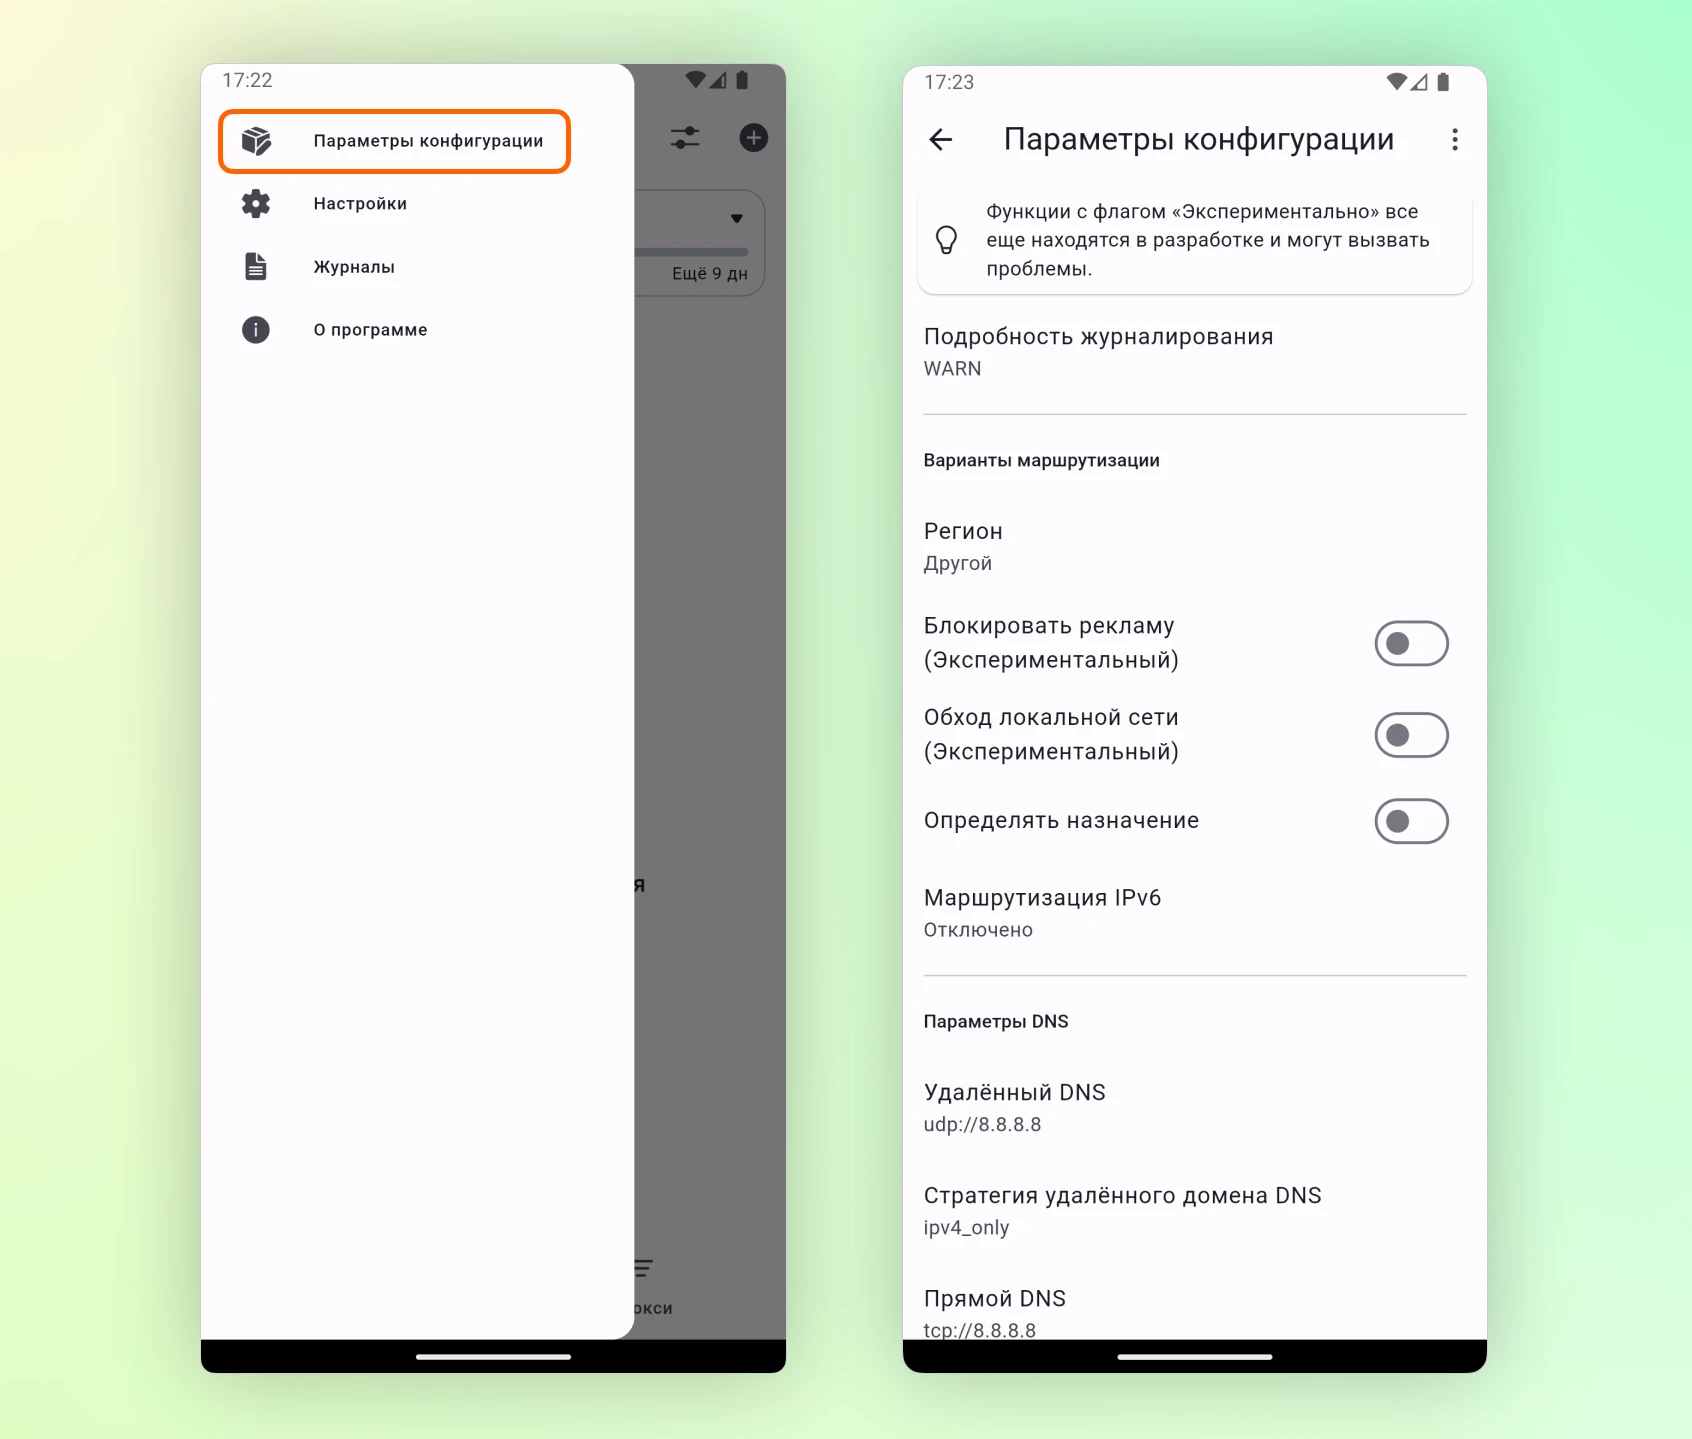 17:22
Параметры конфигурации
Настройки
Журналы
О программе
Ещё 9 дн
я
окси
17:23
Параметры конфигурации
Функции с флагом «Экспериментально» все
еще находятся в разработке и могут вызвать
проблемы.
Подробность журналирования
WARN
Варианты маршрутизации
Регион
Другой
Блокировать рекламу
(Экспериментальный)
Обход локальной сети
(Экспериментальный)
Определять назначение
Маршрутизация IPv6
Отключено
Параметры DNS
Удалённый DNS
udp://8.8.8.8
Стратегия удалённого домена DNS
ipv4_only
Прямой DNS
tcp://8.8.8.8